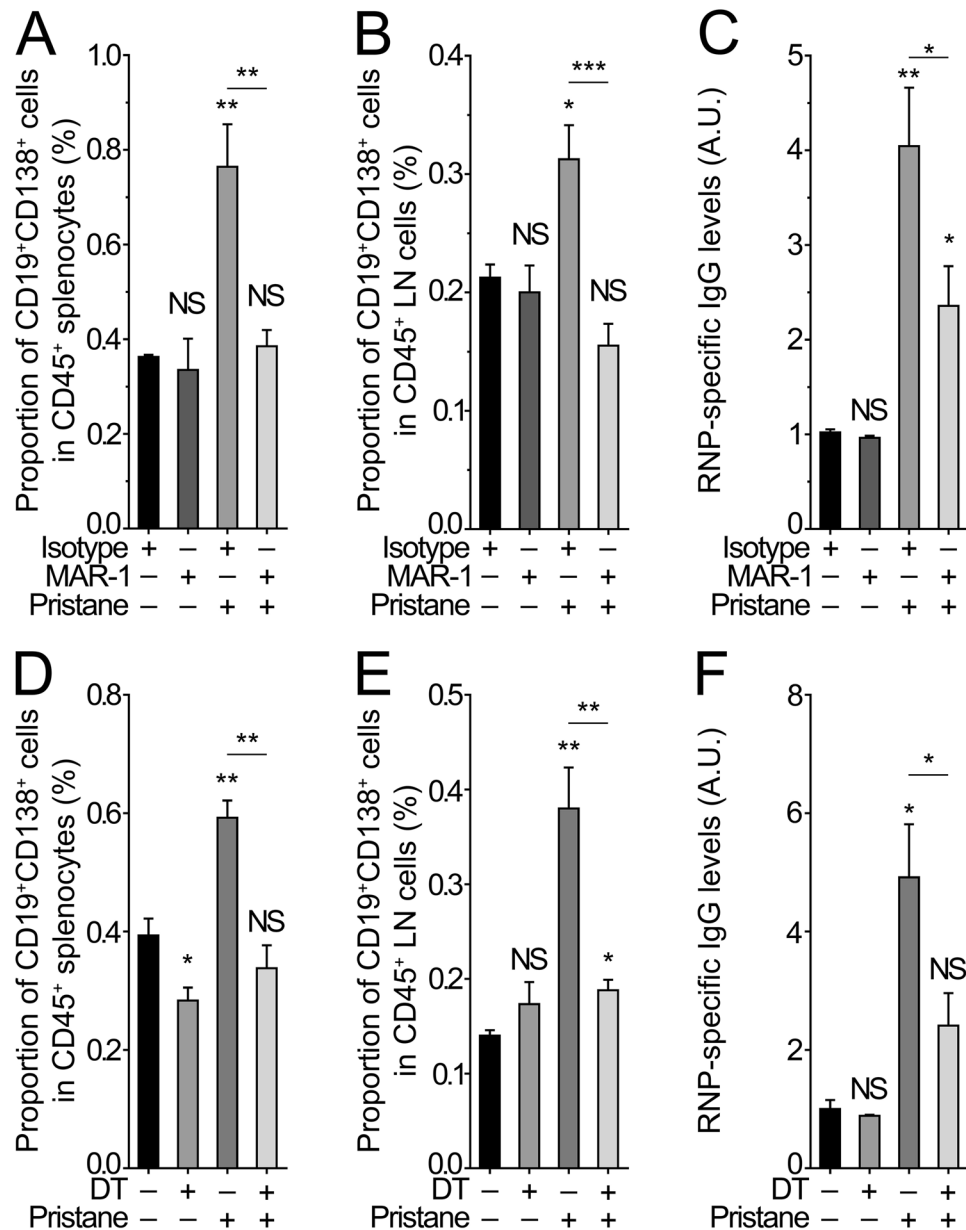 A
Proportion of CD19⁺CD138⁺ cells
in CD45⁺ splenocytes (%)
1.0
0.8
0.6
0.4
0.2
0.0
NS
**
**
NS
Isotype + – + –
MAR-1 – + – +
Pristane – – + +
B
Proportion of CD19⁺CD138⁺ cells
in CD45⁺ LN cells (%)
0.4
0.3
0.2
0.1
0.0
NS
*
***
NS
Isotype + – + –
MAR-1 – + – +
Pristane – – + +
C
RNP-specific IgG levels (A.U.)
5
4
3
2
1
0
NS
**
*
*
Isotype + – + –
MAR-1 – + – +
Pristane – – + +
D
Proportion of CD19⁺CD138⁺ cells
in CD45⁺ splenocytes (%)
0.8
0.6
0.4
0.2
0.0
*
**
**
NS
DT – + – +
Pristane – – + +
E
Proportion of CD19⁺CD138⁺ cells
in CD45⁺ LN cells (%)
0.5
0.4
0.3
0.2
0.1
0.0
NS
**
**
*
DT – + – +
Pristane – – + +
F
RNP-specific IgG levels (A.U.)
8
6
4
2
0
NS
*
*
NS
DT – + – +
Pristane – – + +